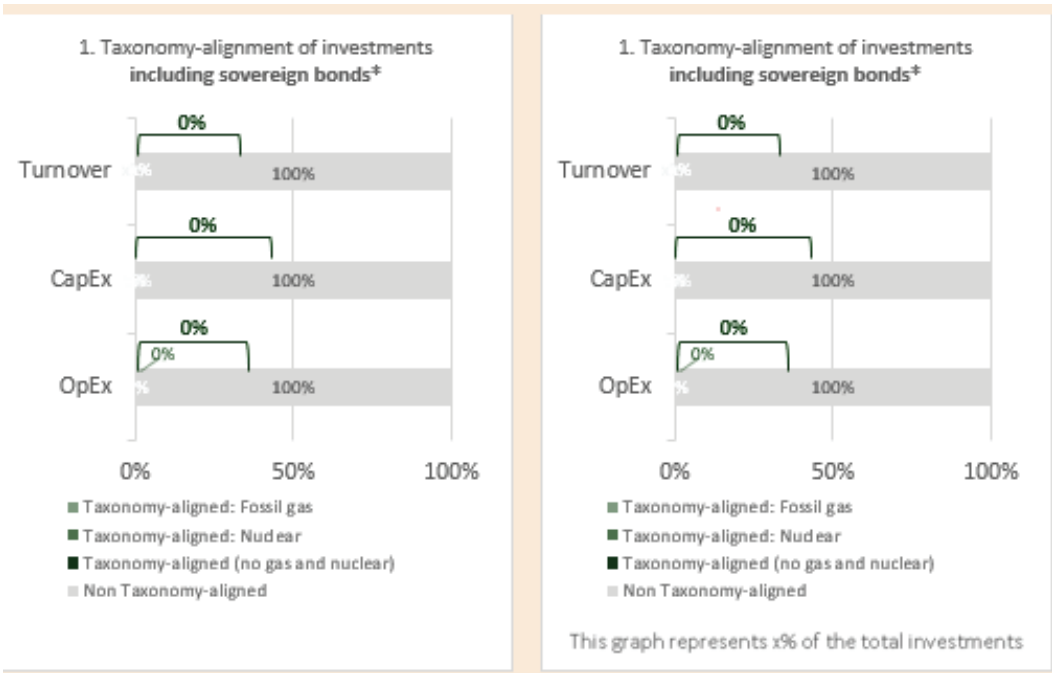 1. Taxonomy-alignment of investments
including sovereign bonds*
0%
Turnover
100%
0%
CapEx
100%
0%
0%
OpEx
%
100%
0% 50% 100%
Taxonomy-aligned: Fossil gas
Taxonomy-aligned: Nudear
Taxonomy-aligned (no gas and nuclear)
Non Taxonomy-aligned
1. Taxonomy-alignment of investments
including sovereign bonds*
0%
Turnover
100%
0%
CapEx
100%
0%
0%
OpEx
%
100%
0% 50% 100%
Taxonomy-aligned: Fossil gas
Taxonomy-aligned: Nudear
Taxonomy-aligned (no gas and nuclear)
Non Taxonomy-aligned
This graph represents x% of the total investments